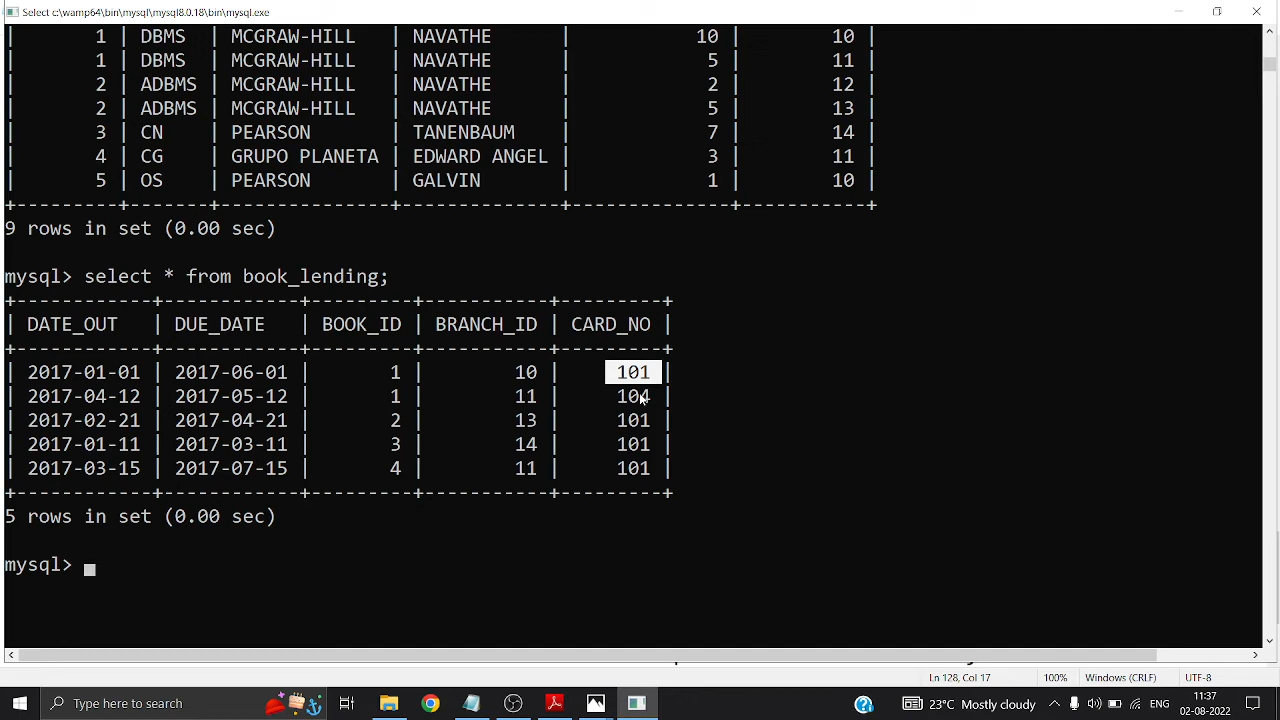 Select c:\wamp64\bin\mysql\mysql8.0.18\bin\mysql.exe
|       1 | DBMS  | MCGRAW-HILL   | NAVATHE      |           10 |        10 |
|       1 | DBMS  | MCGRAW-HILL   | NAVATHE      |            5 |        11 |
|       2 | ADBMS | MCGRAW-HILL   | NAVATHE      |            2 |        12 |
|       2 | ADBMS | MCGRAW-HILL   | NAVATHE      |            5 |        13 |
|       3 | CN    | PEARSON       | TANENBAUM    |            7 |        14 |
|       4 | CG    | GRUPO PLANETA | EDWARD ANGEL |            3 |        11 |
|       5 | OS    | PEARSON       | GALVIN       |            1 |        10 |
+---------+-------+---------------+--------------+--------------+-----------+
9 rows in set (0.00 sec)
mysql> select * from book_lending;
+------------+------------+---------+-----------+---------+
| DATE_OUT   | DUE_DATE   | BOOK_ID | BRANCH_ID | CARD_NO |
+------------+------------+---------+-----------+---------+
| 2017-01-01 | 2017-06-01 |       1 |        10 |     101 |
| 2017-04-12 | 2017-05-12 |       1 |        11 |     104 |
| 2017-02-21 | 2017-04-21 |       2 |        13 |     101 |
| 2017-01-11 | 2017-03-11 |       3 |        14 |     101 |
| 2017-03-15 | 2017-07-15 |       4 |        11 |     101 |
+------------+------------+---------+-----------+---------+
5 rows in set (0.00 sec)
mysql>
Ln 128, Col 17 100% Windows (CRLF) UTF-8
Type here to search 23°C Mostly cloudy ENG 11:37
02-08-2022